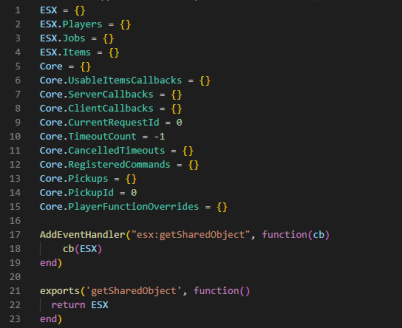 1 ESX = {}
2 ESX.Players = {}
3 ESX.Jobs = {}
4 ESX.Items = {}
5 Core = {}
6 Core.UsableItemsCallbacks = {}
7 Core.ServerCallbacks = {}
8 Core.ClientCallbacks = {}
9 Core.CurrentRequestId = 0
10 Core.TimeoutCount = -1
11 Core.CancelledTimeouts = {}
12 Core.RegisteredCommands = {}
13 Core.Pickups = {}
14 Core.PickupId = 0
15 Core.PlayerFunctionOverrides = {}
16
17 AddEventHandler("esx:getSharedObject", function(cb)
18     cb(ESX)
19 end)
20
21 exports('getSharedObject', function()
22   return ESX
23 end)